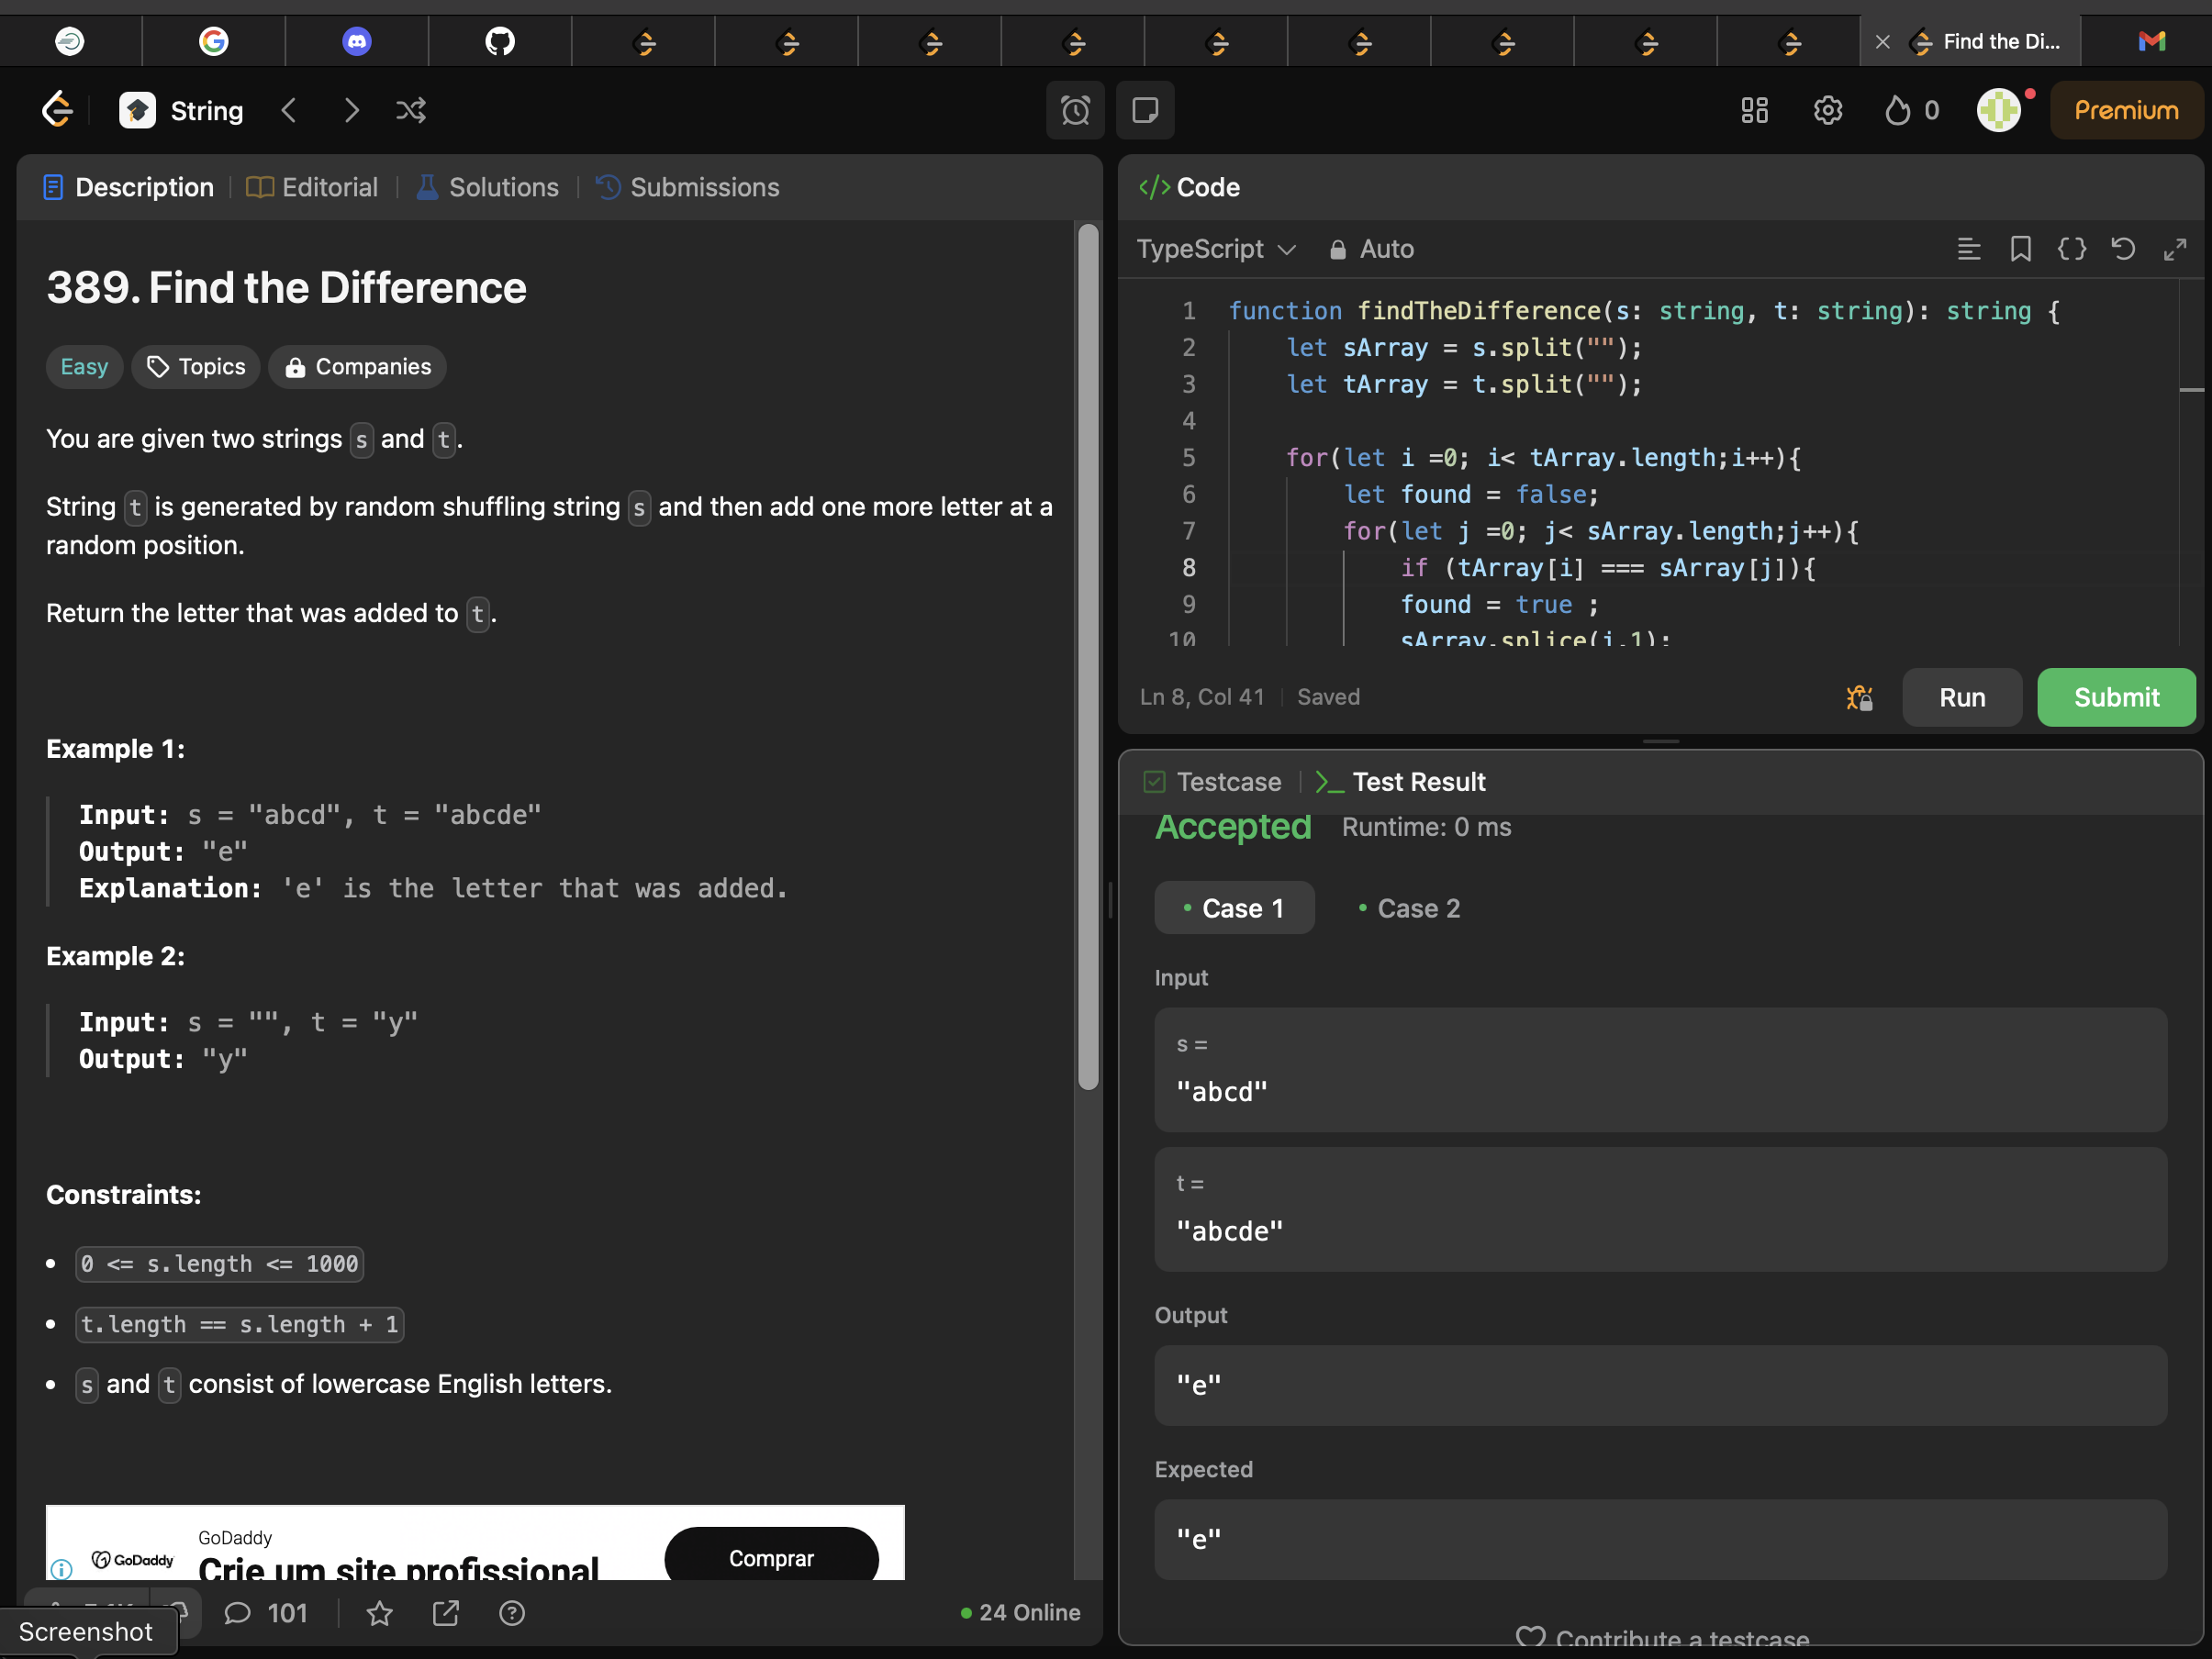 Find the Di...
String
0
Premium
Description
Editorial
Solutions
Submissions
389. Find the Difference
Easy
Topics
Companies
You are given two strings s and t.
String t is generated by random shuffling string s and then add one more letter at a
random position.
Return the letter that was added to t.
Example 1:
Input: s = "abcd", t = "abcde"
Output: "e"
Explanation: 'e' is the letter that was added.
Example 2:
Input: s = "", t = "y"
Output: "y"
Constraints:
0 <= s.length <= 1000
t.length == s.length + 1
s and t consist of lowercase English letters.
GoDaddy
GoDaddy
Crie um site profissional
Comprar
101
24 Online
Screenshot
</> Code
TypeScript
Auto
1 function findTheDifference(s: string, t: string): string {
2 let sArray = s.split("");
3 let tArray = t.split("");
4
5 for(let i =0; i< tArray.length;i++){
6 let found = false;
7 for(let j =0; j< sArray.length;j++){
8 if (tArray[i] === sArray[j]){
9 found = true ;
10 sArray.splice(j,1);
Ln 8, Col 41
Saved
Run
Submit
Testcase
Test Result
Accepted
Runtime: 0 ms
Case 1
Case 2
Input
s =
"abcd"
t =
"abcde"
Output
"e"
Expected
"e"
Contribute a testcase